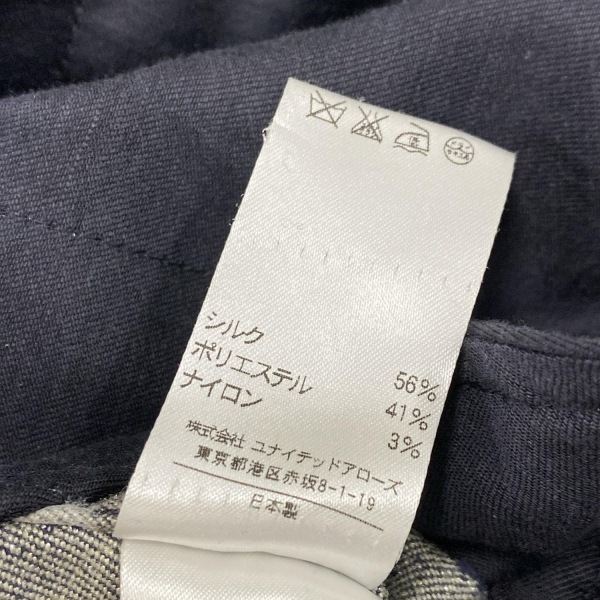 シルク 56%
ポリエステル 41%
ナイロン 3%
株式会社 ユナイテッドアローズ
東京都港区赤坂8-1-19
日本製